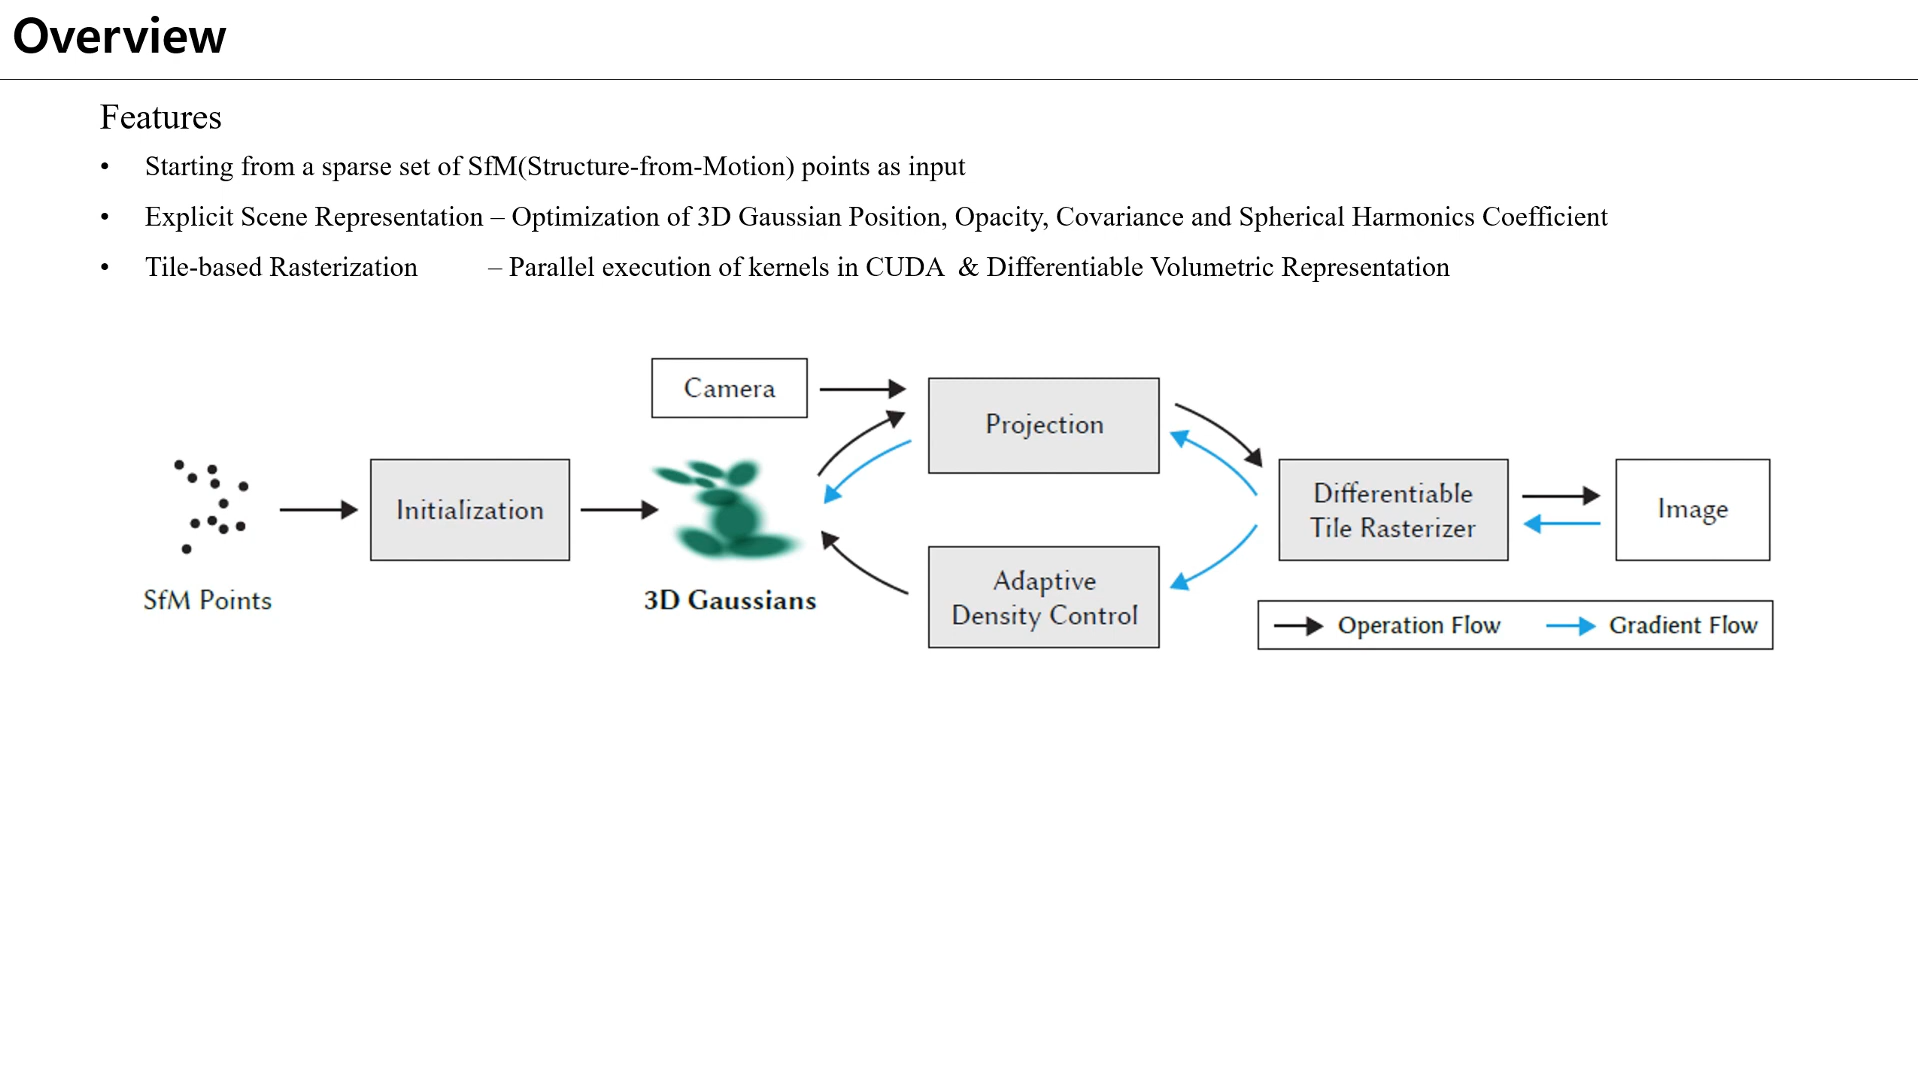 Overview
Features
• Starting from a sparse set of SfM(Structure-from-Motion) points as input
• Explicit Scene Representation – Optimization of 3D Gaussian Position, Opacity, Covariance and Spherical Harmonics Coefficient
• Tile-based Rasterization – Parallel execution of kernels in CUDA & Differentiable Volumetric Representation
Camera
Projection
Initialization
Differentiable
Tile Rasterizer
Image
SfM Points
3D Gaussians
Adaptive
Density Control
Operation Flow
Gradient Flow